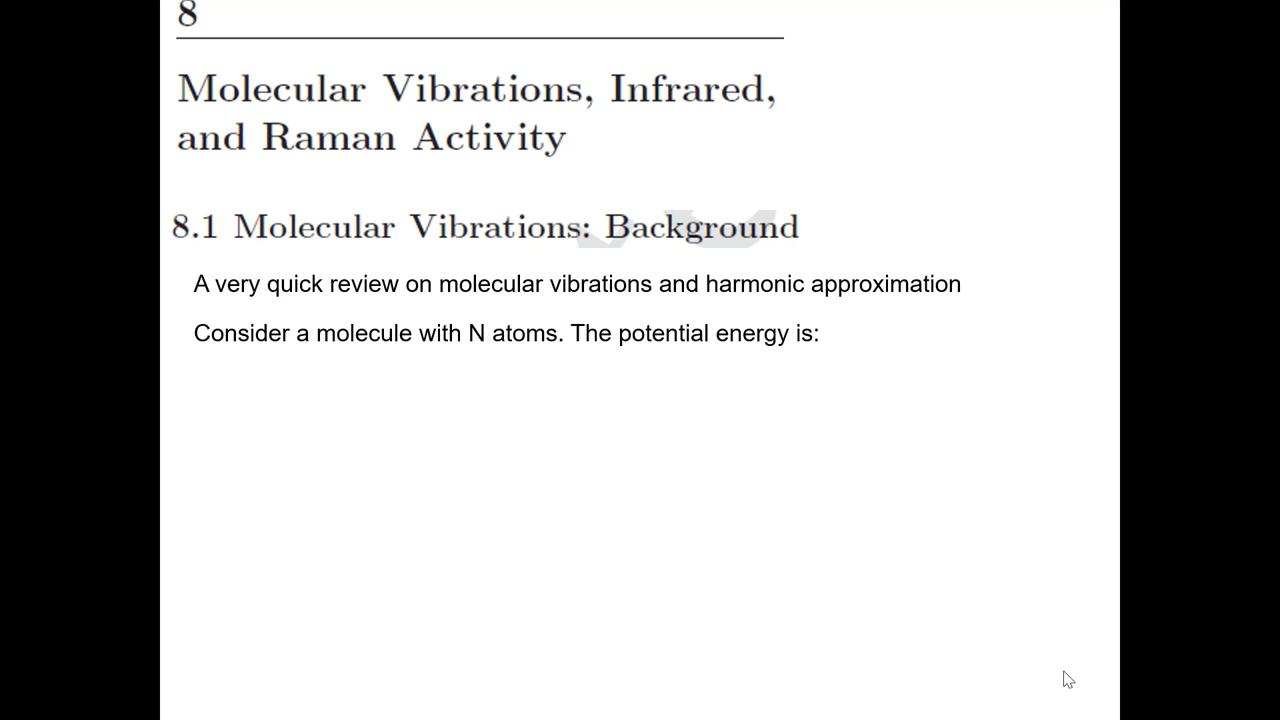 8
Molecular Vibrations, Infrared,
and Raman Activity
8.1 Molecular Vibrations: Background
A very quick review on molecular vibrations and harmonic approximation
Consider a molecule with N atoms. The potential energy is: